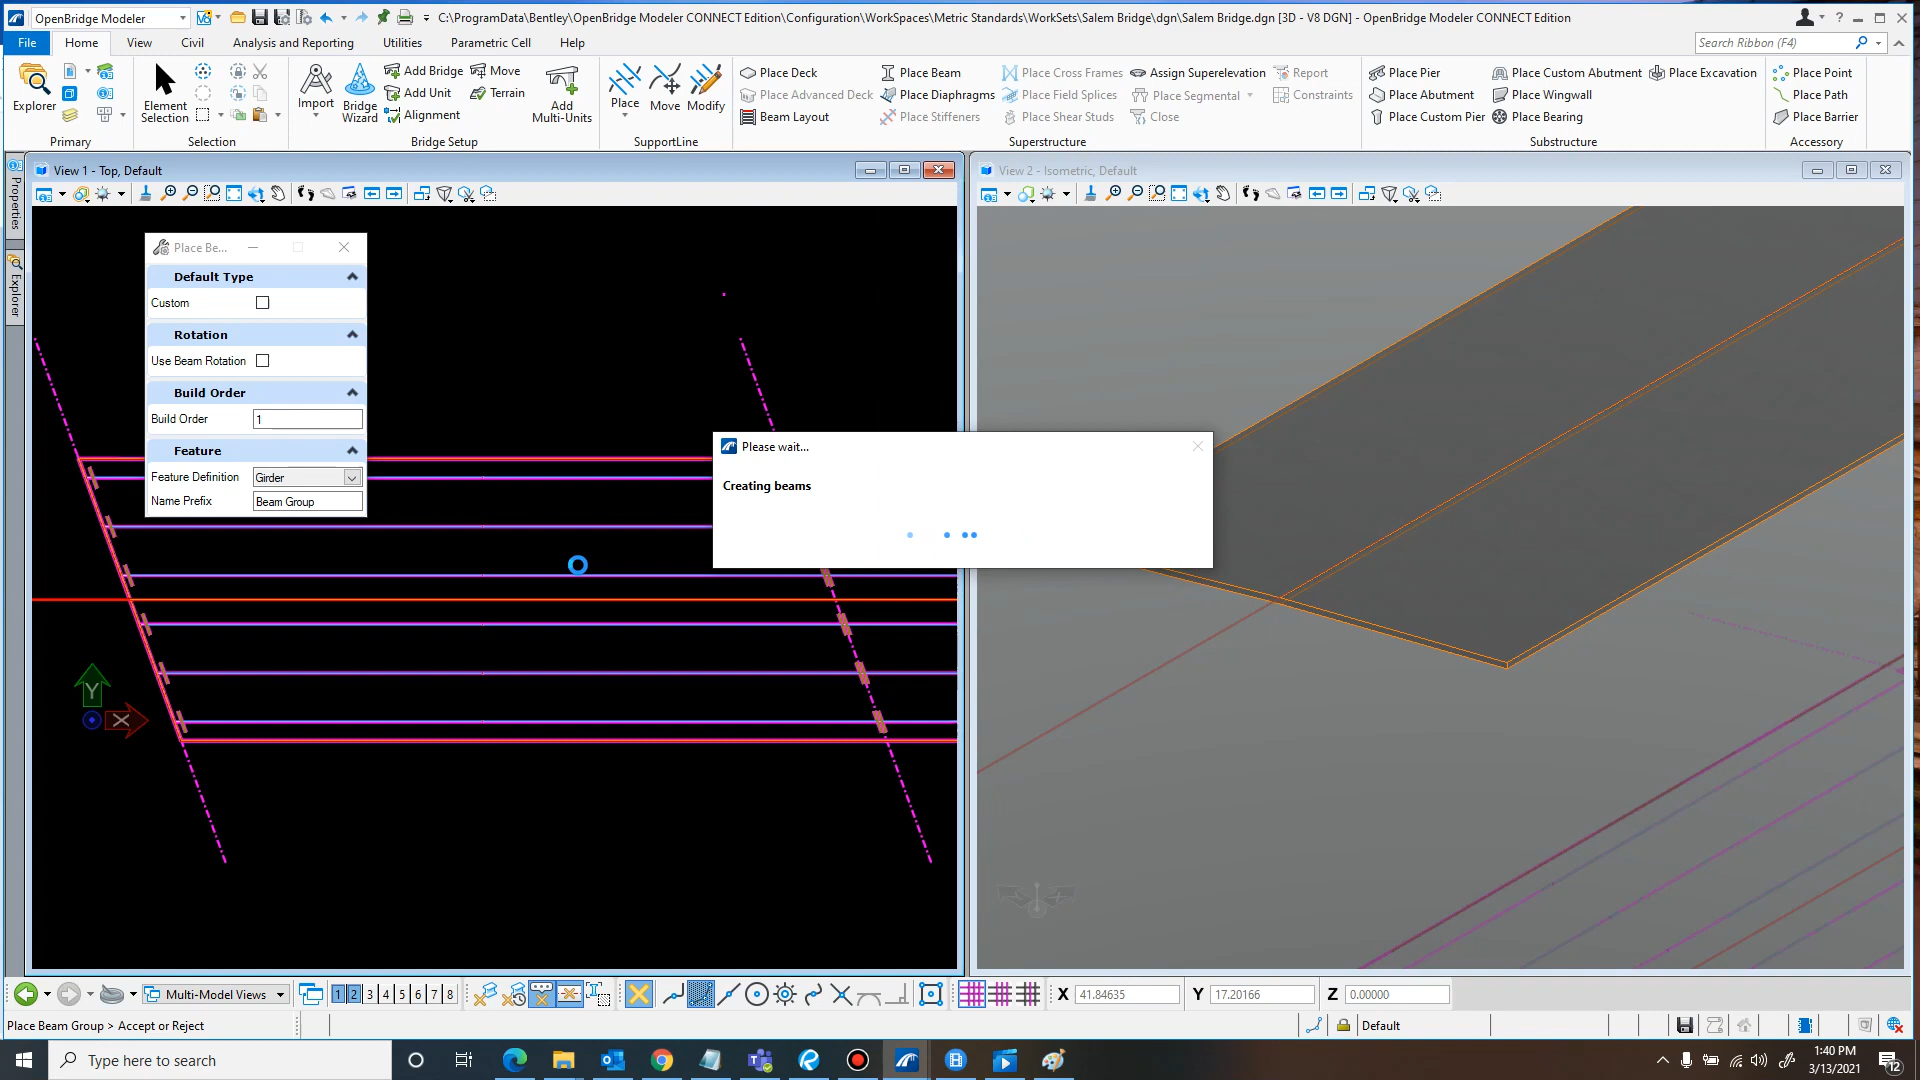 OpenBridge Modeler
C:\ProgramData\Bentley\OpenBridge Modeler CONNECT Edition\Configuration\WorkSpaces\Metric Standards\WorkSets\Salem Bridge\dgn\Salem Bridge.dgn [3D - V8 DGN] - OpenBridge Modeler CONNECT Edition
File Home View Civil Analysis and Reporting Utilities Parametric Cell Help
Search Ribbon (F4)
Explorer
Element Selection
Import
Bridge Wizard
Add Bridge
Add Unit
Alignment
Move
Terrain
Add Multi-Units
Place
Move
Modify
Place Deck
Place Advanced Deck
Beam Layout
Place Beam
Place Diaphragms
Place Stiffeners
Place Cross Frames
Place Field Splices
Place Shear Studs
Assign Superelevation
Place Segmental
Close
Report
Constraints
Place Pier
Place Abutment
Place Custom Pier
Place Custom Abutment
Place Wingwall
Place Bearing
Place Excavation
Place Point
Place Path
Place Barrier
Primary
Selection
Bridge Setup
SupportLine
Superstructure
Substructure
Accessory
Properties
Explorer
View 1 - Top, Default
View 2 - Isometric, Default
Place Be...
Default Type
Custom
Rotation
Use Beam Rotation
Build Order
Build Order 1
Feature
Feature Definition Girder
Name Prefix Beam Group
Please wait...
Creating beams
Y
X
Multi-Model Views
1 2 3 4 5 6 7 8
X 41.84635
Y 17.20166
Z 0.00000
Place Beam Group > Accept or Reject
Default
Type here to search
1:40 PM
3/13/2021
12